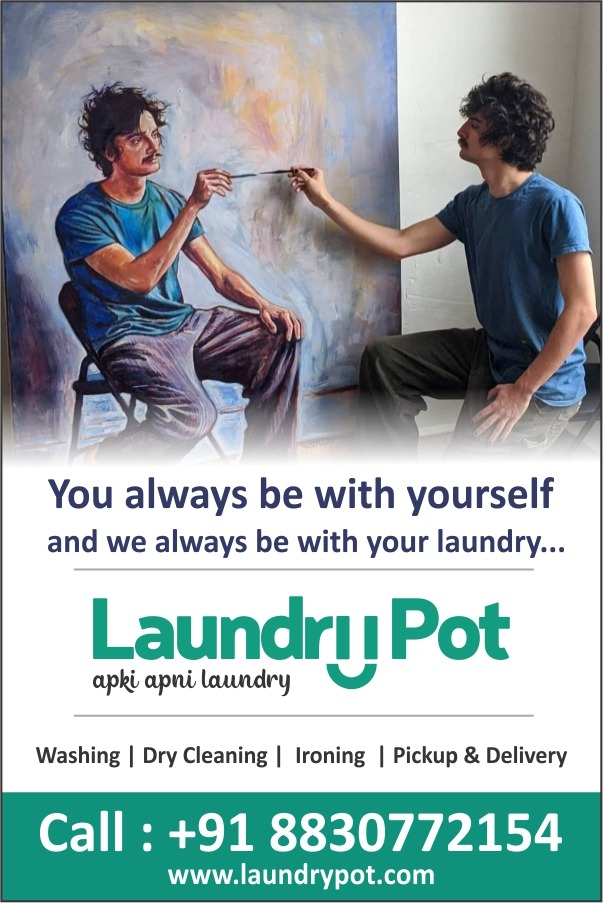 You always be with yourself
and we always be with your laundry...
Laundry Pot
apki apni laundry
Washing | Dry Cleaning | Ironing | Pickup & Delivery
Call : +91 8830772154
www.laundrypot.com